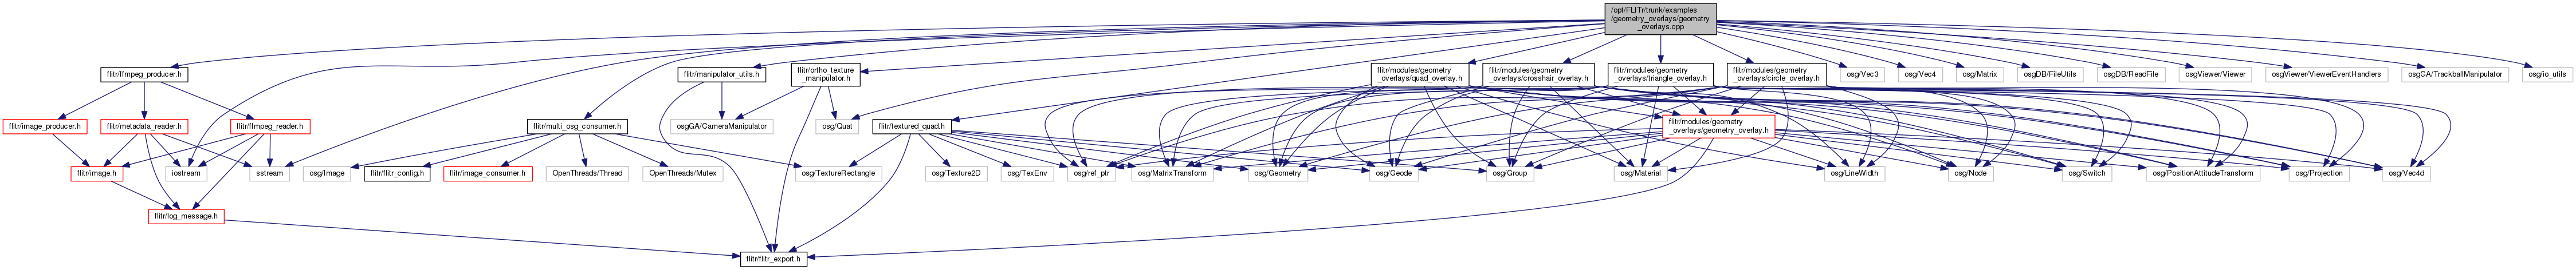 /opt/FLITr/trunk/examples
/geometry_overlays/geometry
_overlays.cpp
flitr/ffmpeg_producer.h
flitr/manipulator_utils.h
flitr/ortho_texture
_manipulator.h
flitr/modules/geometry
_overlays/quad_overlay.h
flitr/modules/geometry
_overlays/crosshair_overlay.h
flitr/modules/geometry
_overlays/triangle_overlay.h
flitr/modules/geometry
_overlays/circle_overlay.h
osg/Vec3
osg/Vec4
osg/Matrix
osgDB/FileUtils
osgDB/ReadFile
osgViewer/Viewer
osgViewer/ViewerEventHandlers
osgGA/TrackballManipulator
osg/io_utils
flitr/image_producer.h
flitr/metadata_reader.h
flitr/ffmpeg_reader.h
flitr/multi_osg_consumer.h
osgGA/CameraManipulator
osg/Quat
flitr/textured_quad.h
flitr/modules/geometry
_overlays/geometry_overlay.h
flitr/image.h
iostream
sstream
osg/Image
flitr/flitr_config.h
flitr/image_consumer.h
OpenThreads/Thread
OpenThreads/Mutex
osg/TextureRectangle
osg/Texture2D
osg/TexEnv
osg/ref_ptr
osg/MatrixTransform
osg/Geometry
osg/Geode
osg/Group
osg/Material
osg/LineWidth
osg/Node
osg/Switch
osg/PositionAttitudeTransform
osg/Projection
osg/Vec4d
flitr/log_message.h
flitr/flitr_export.h